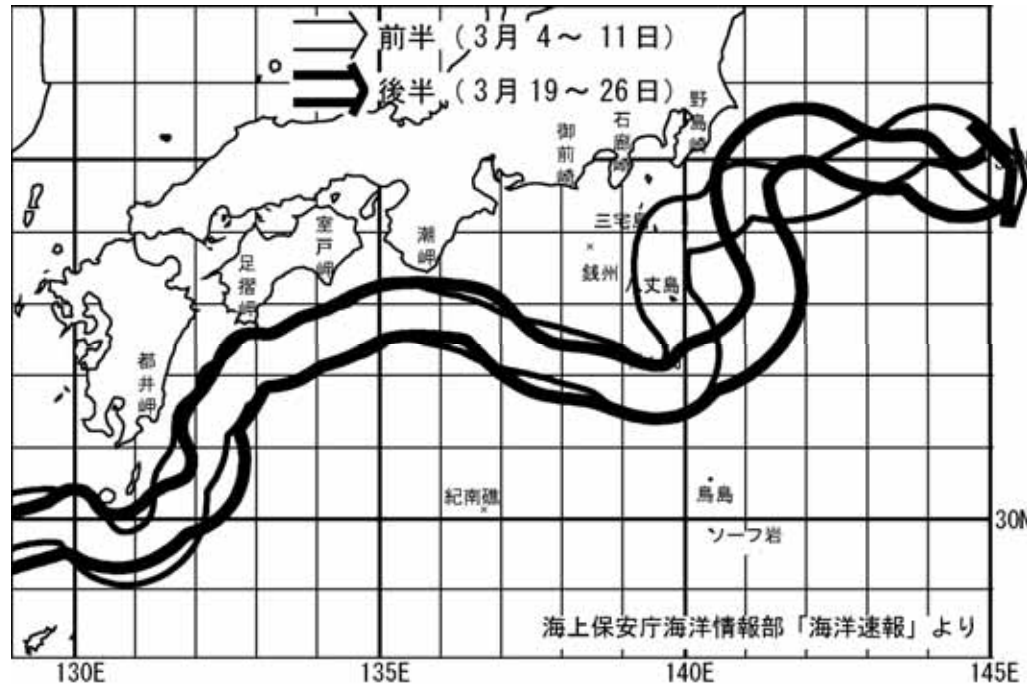 前半（3月 4～ 11日）
後半（3月 19～ 26日）
野島崎
石廊崎
御前崎
三宅島
銭州
八丈島
潮岬
室戸岬
足摺岬
都井岬
紀南礁
鳥島
ソーフ岩
30N
海上保安庁海洋情報部「海洋速報」より
130E
135E
140E
145E